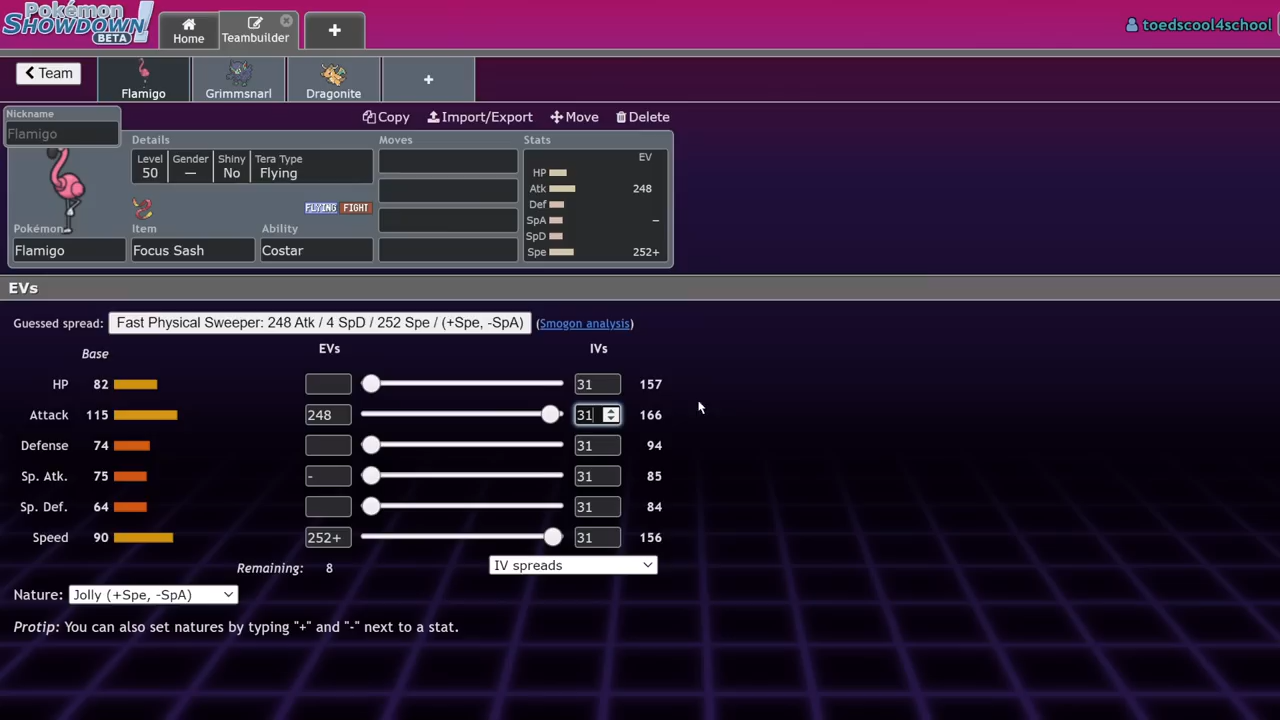 Pokémon
SHOWDOWN!
BETA
Home
Teambuilder
+
toedscool4school
Team
Flamigo
Grimmsnarl
Dragonite
+
Nickname
Flamigo
Copy
Import/Export
Move
Delete
Details
Level
50
Gender
—
Shiny
No
Tera Type
Flying
FLYING
FIGHT
Pokémon
Flamigo
Item
Focus Sash
Ability
Costar
Moves
Stats
EV
HP
Atk 248
Def
SpA –
SpD
Spe 252+
EVs
Guessed spread: Fast Physical Sweeper: 248 Atk / 4 SpD / 252 Spe / (+Spe, -SpA) (Smogon analysis)
Base EVs IVs
HP 82 31 157
Attack 115 248 31 166
Defense 74 31 94
Sp. Atk. 75 - 31 85
Sp. Def. 64 31 84
Speed 90 252+ 31 156
Remaining: 8 IV spreads
Nature: Jolly (+Spe, -SpA)
Protip: You can also set natures by typing "+" and "-" next to a stat.